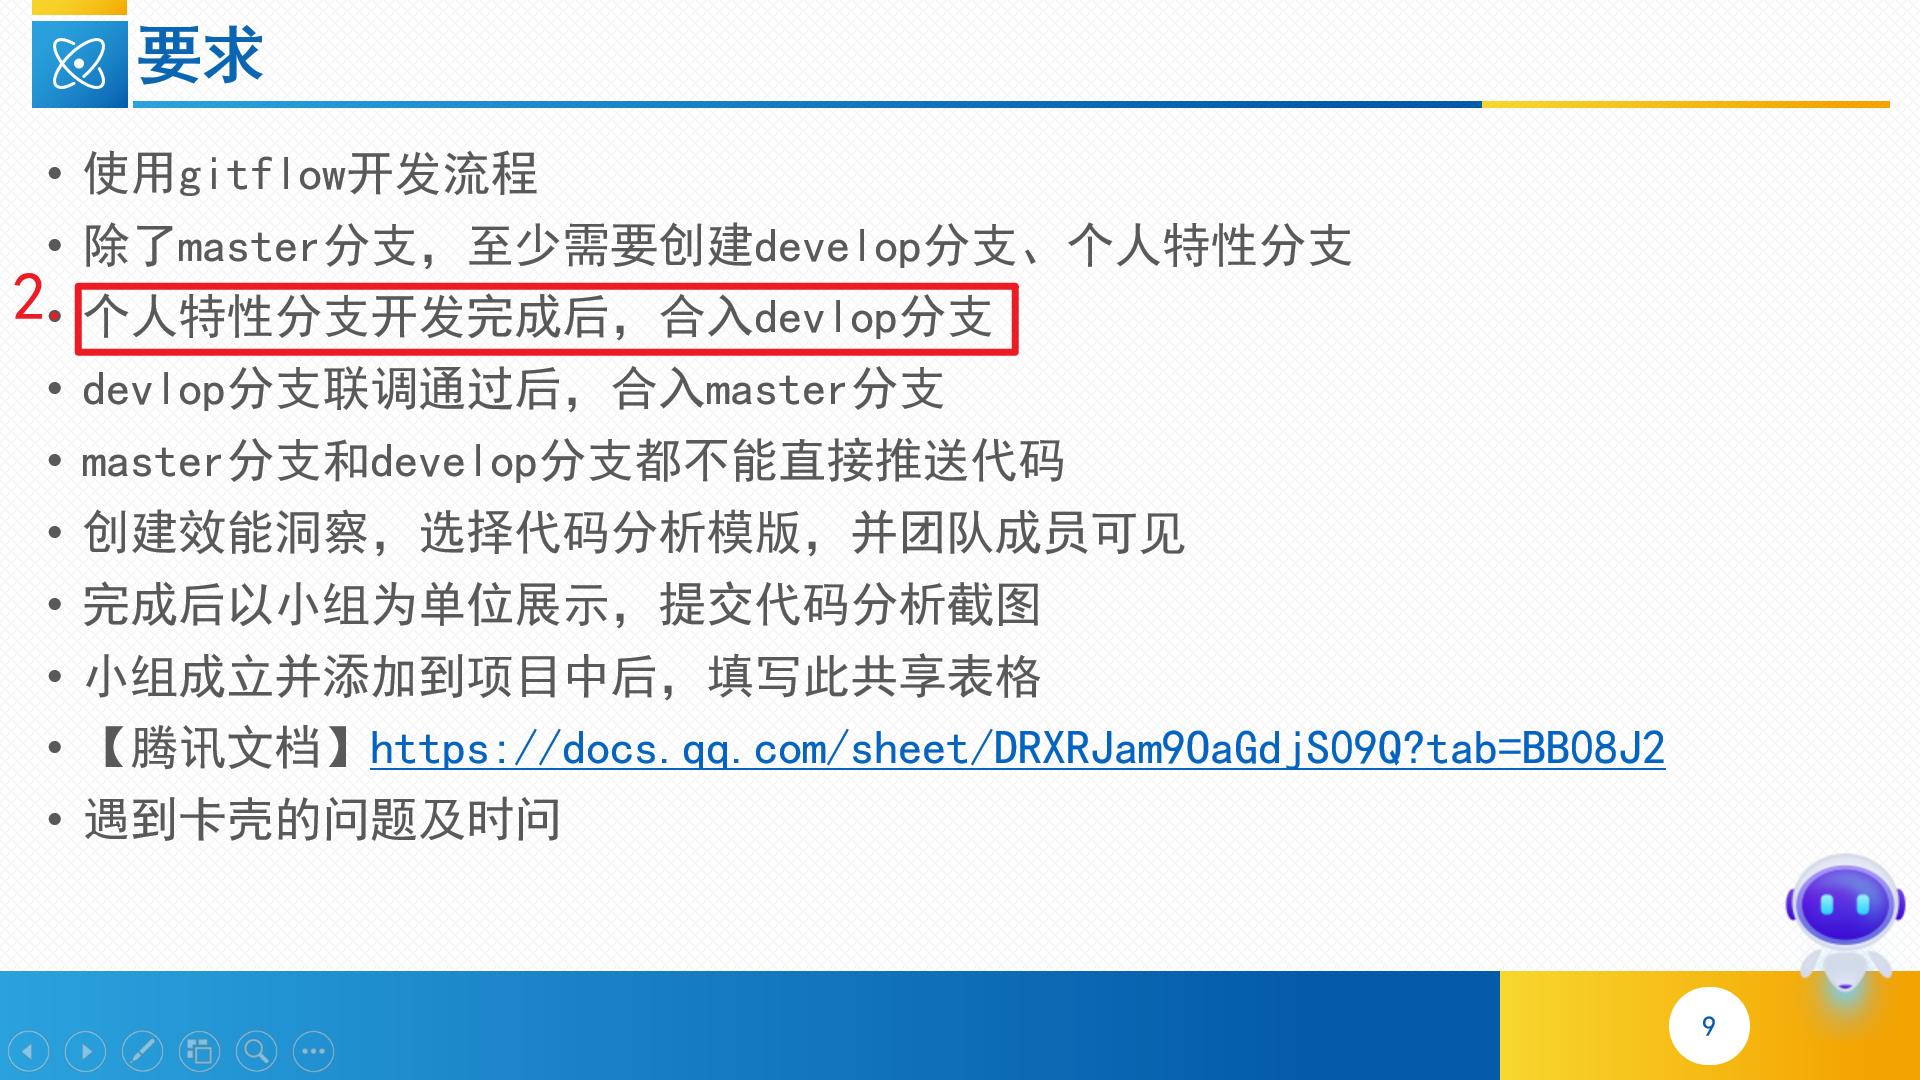 要求
• 使用gitflow开发流程
• 除了master分支，至少需要创建develop分支、个人特性分支
2.
• 个人特性分支开发完成后，合入devlop分支
• devlop分支联调通过后，合入master分支
• master分支和develop分支都不能直接推送代码
• 创建效能洞察，选择代码分析模版，并团队成员可见
• 完成后以小组为单位展示，提交代码分析截图
• 小组成立并添加到项目中后，填写此共享表格
• 【腾讯文档】https://docs.qq.com/sheet/DRXRJam9OaGdjSO9Q?tab=BB08J2
• 遇到卡壳的问题及时问
9